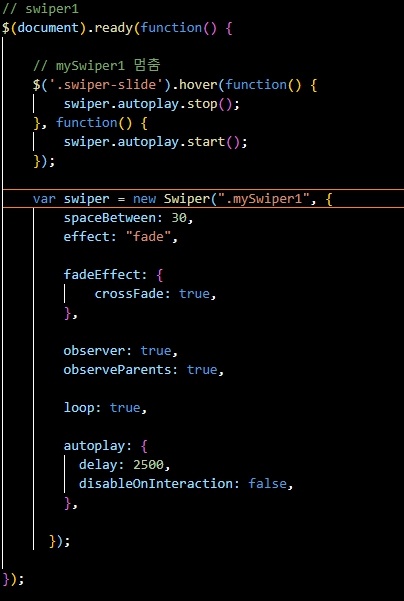 // swiper1
$(document).ready(function() {
// mySwiper1 멈춤
$('.swiper-slide').hover(function() {
swiper.autoplay.stop();
}, function() {
swiper.autoplay.start();
});
var swiper = new Swiper(".mySwiper1", {
spaceBetween: 30,
effect: "fade",
fadeEffect: {
crossFade: true,
},
observer: true,
observeParents: true,
loop: true,
autoplay: {
delay: 2500,
disableOnInteraction: false,
},
});
});